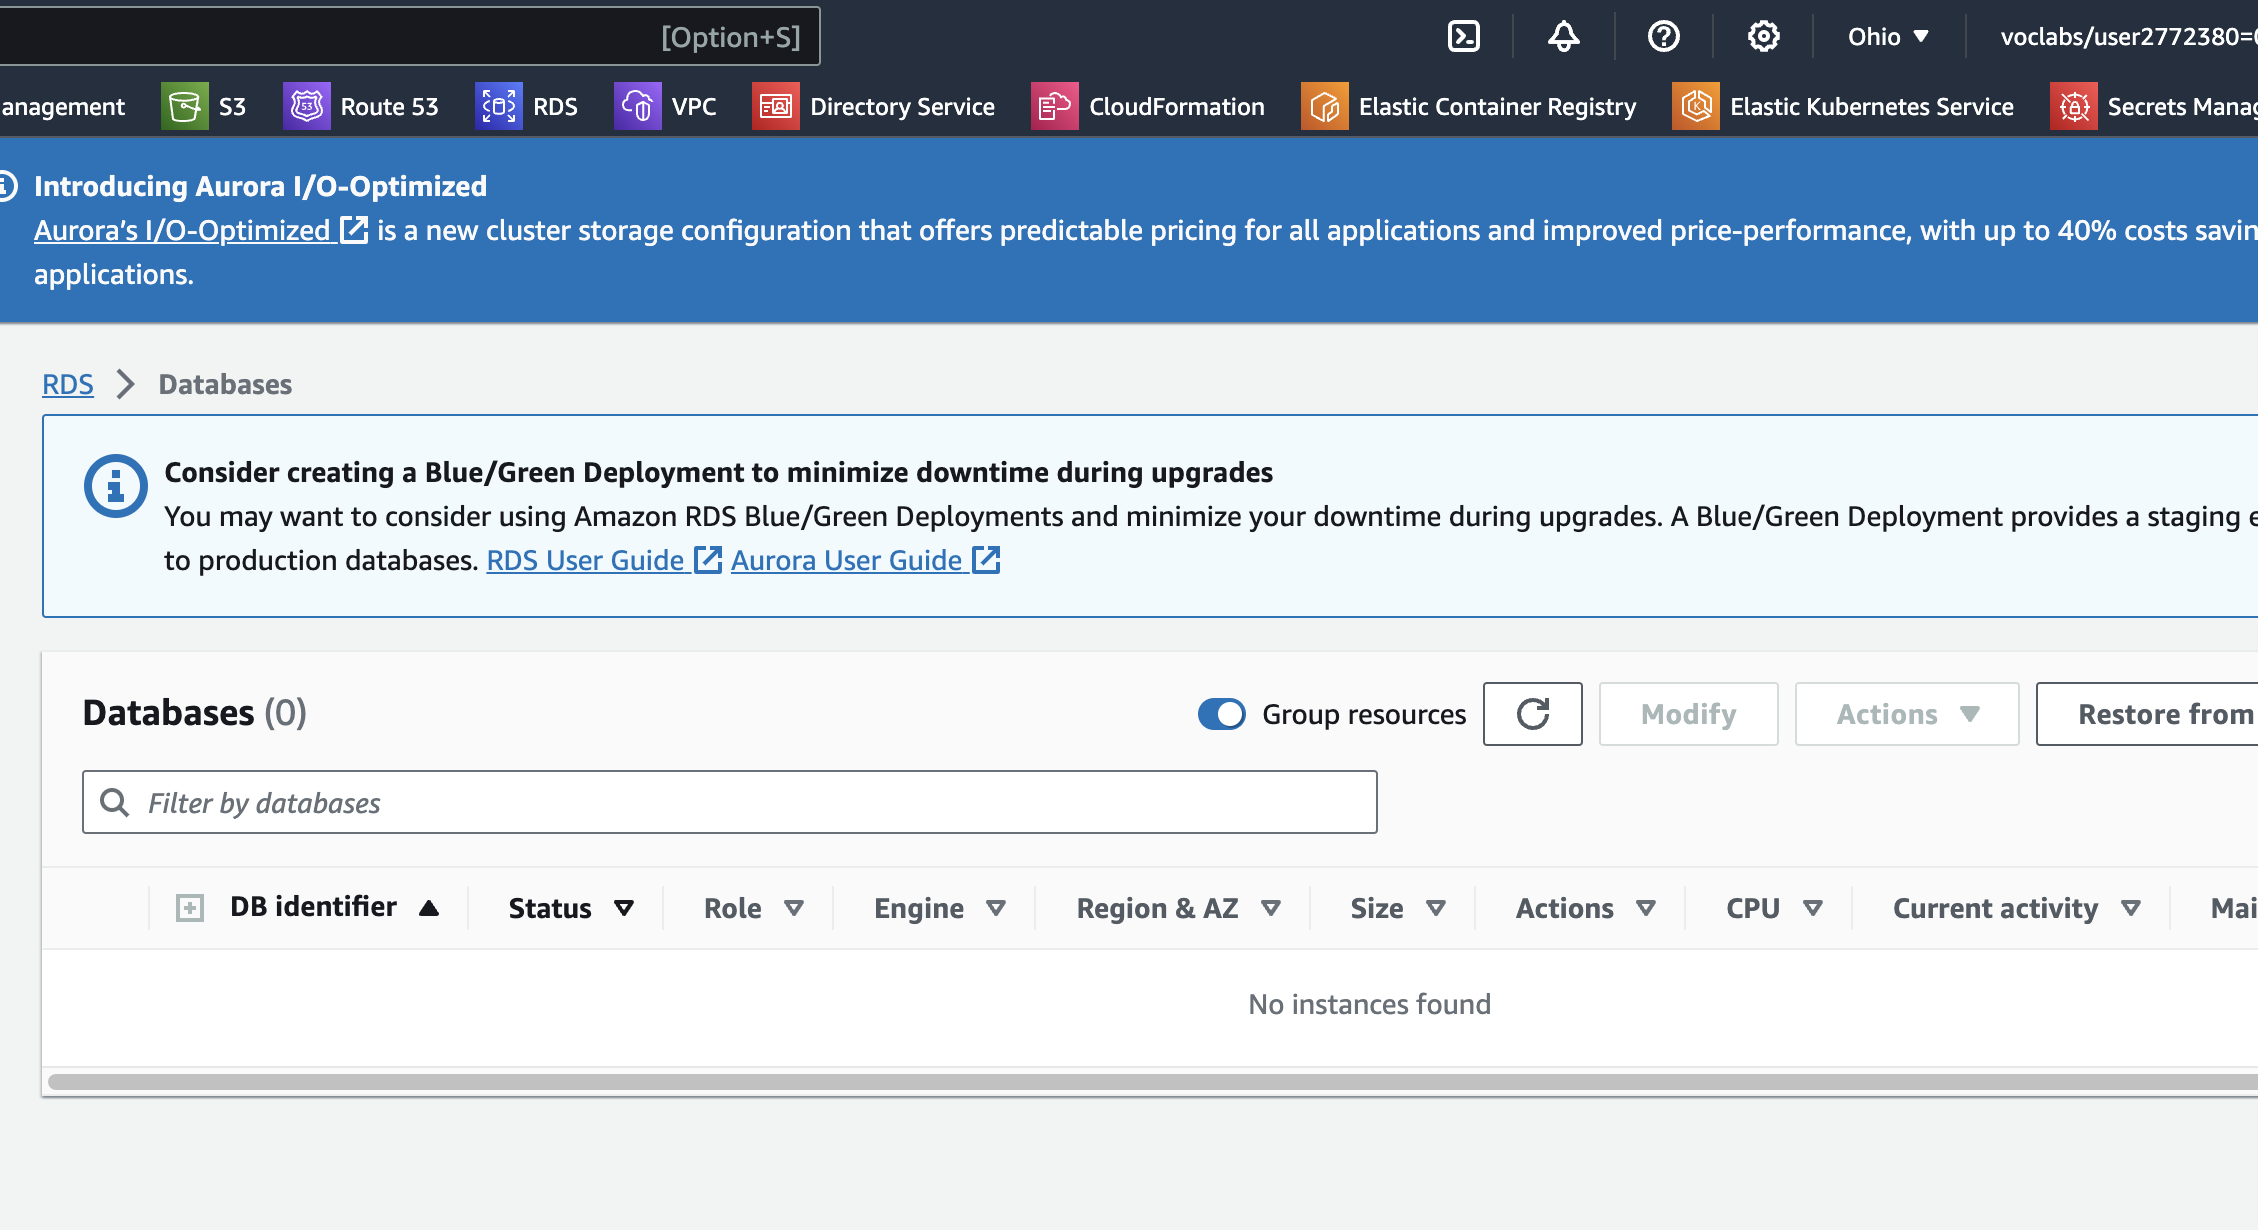 [Option+S]
Ohio
voclabs/user2772380=
anagement
S3
Route 53
RDS
VPC
Directory Service
CloudFormation
Elastic Container Registry
Elastic Kubernetes Service
Secrets Manag
Introducing Aurora I/O-Optimized
Aurora’s I/O-Optimized is a new cluster storage configuration that offers predictable pricing for all applications and improved price-performance, with up to 40% costs savin
applications.
RDS
Databases
Consider creating a Blue/Green Deployment to minimize downtime during upgrades
You may want to consider using Amazon RDS Blue/Green Deployments and minimize your downtime during upgrades. A Blue/Green Deployment provides a staging e
to production databases. RDS User Guide Aurora User Guide
Databases (0)
Group resources
Modify
Actions
Restore from
Filter by databases
DB identifier
Status
Role
Engine
Region & AZ
Size
Actions
CPU
Current activity
Mai
No instances found